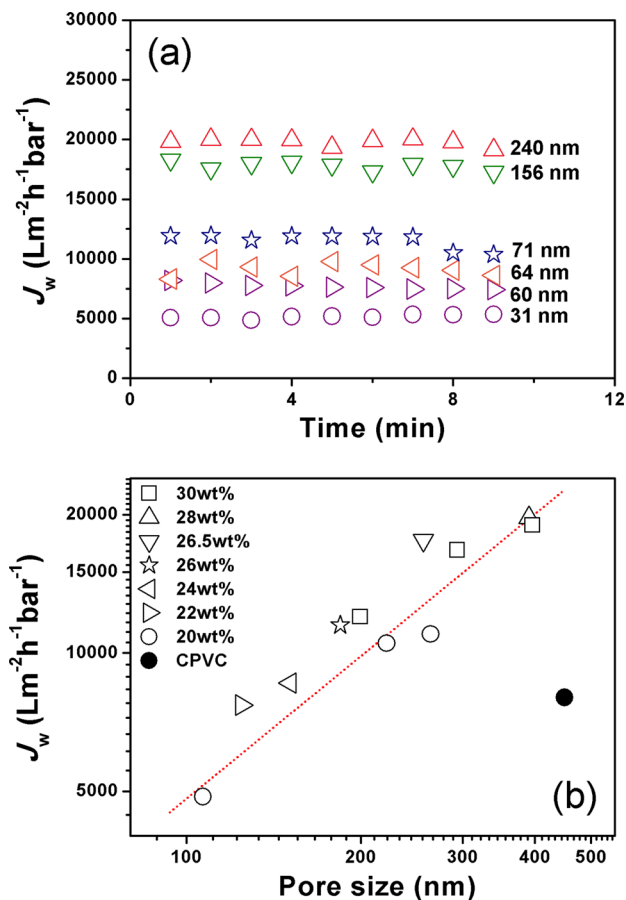 (a)
30000
25000
20000
15000
10000
5000
0
J_w (Lm⁻²h⁻¹bar⁻¹)
240 nm
156 nm
71 nm
64 nm
60 nm
31 nm
0 4 8 12
Time (min)
30wt%
28wt%
26.5wt%
26wt%
24wt%
22wt%
20wt%
CPVC
20000
15000
10000
5000
J_w (Lm⁻²h⁻¹bar⁻¹)
(b)
100 200 300 400 500
Pore size (nm)